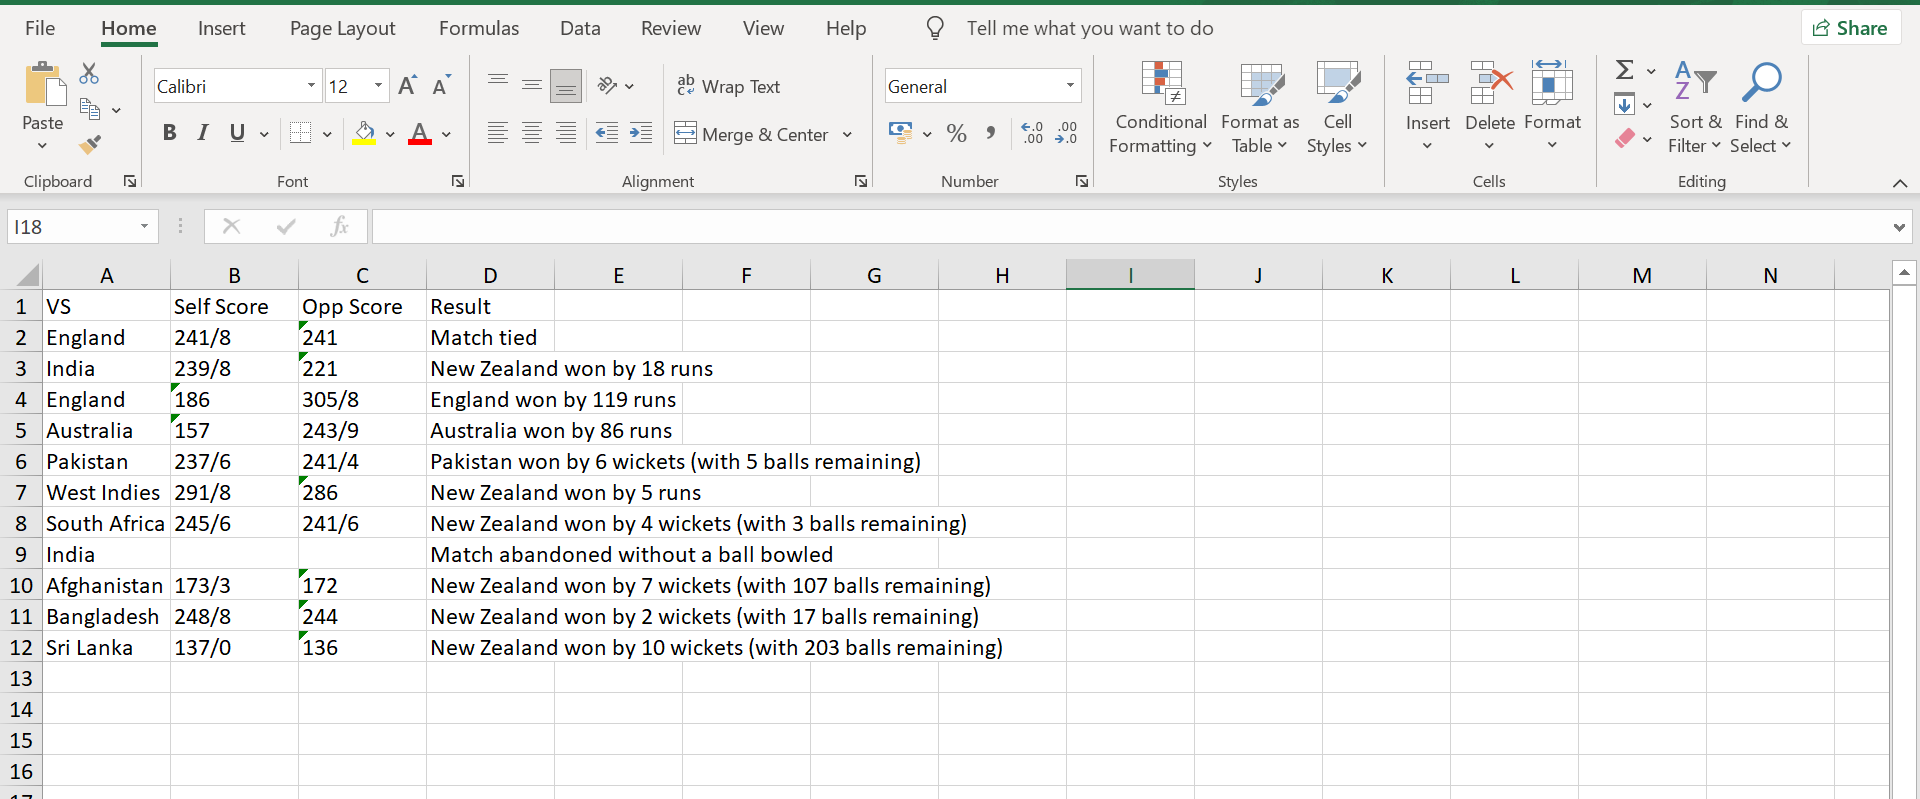 File Home Insert Page Layout Formulas Data Review View Help Tell me what you want to do Share
Calibri 12 ab Wrap Text General Σ A
Paste Conditional Format as Cell Insert Delete Format Sort & Find &
B I U A Merge & Center % , Formatting Table Styles Z Filter Select
Clipboard Font Alignment Number Styles Cells Editing
I18 fx
A B C D E F G H I J K L M N
1 VS Self Score Opp Score Result
2 England 241/8 241 Match tied
3 India 239/8 221 New Zealand won by 18 runs
4 England 186 305/8 England won by 119 runs
5 Australia 157 243/9 Australia won by 86 runs
6 Pakistan 237/6 241/4 Pakistan won by 6 wickets (with 5 balls remaining)
7 West Indies 291/8 286 New Zealand won by 5 runs
8 South Africa 245/6 241/6 New Zealand won by 4 wickets (with 3 balls remaining)
9 India Match abandoned without a ball bowled
10 Afghanistan 173/3 172 New Zealand won by 7 wickets (with 107 balls remaining)
11 Bangladesh 248/8 244 New Zealand won by 2 wickets (with 17 balls remaining)
12 Sri Lanka 137/0 136 New Zealand won by 10 wickets (with 203 balls remaining)
13
14
15
16